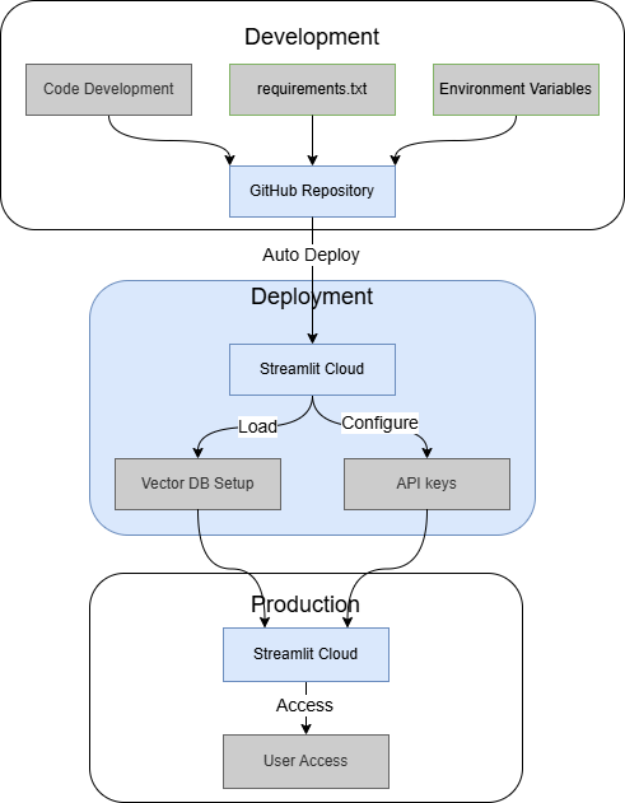 Development
Code Development
requirements.txt
Environment Variables
GitHub Repository
Auto Deploy
Deployment
Streamlit Cloud
Load
Configure
Vector DB Setup
API keys
Production
Streamlit Cloud
Access
User Access